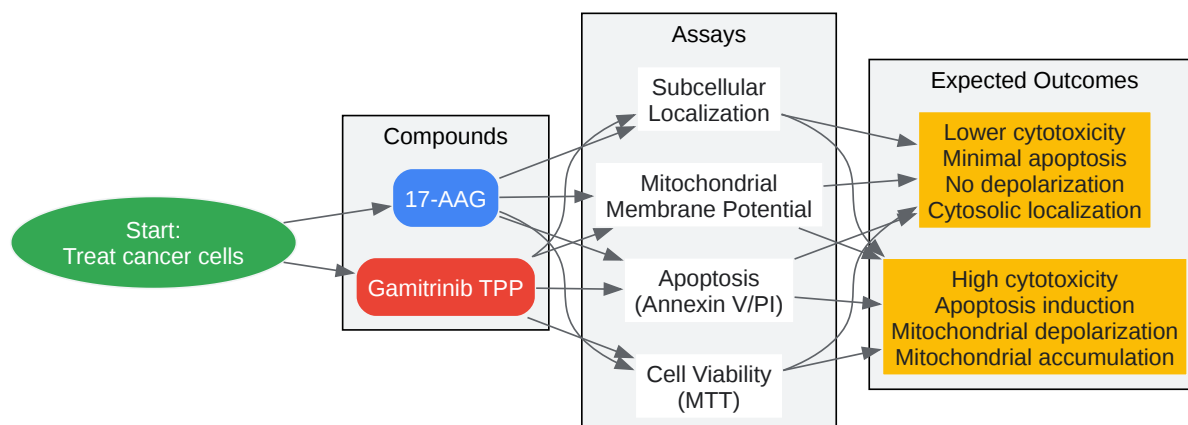 Start:
Treat cancer cells
Compounds
17-AAG
Gamitrinib TPP
Assays
Subcellular
Localization
Mitochondrial
Membrane Potential
Apoptosis
(Annexin V/PI)
Cell Viability
(MTT)
Expected Outcomes
Lower cytotoxicity
Minimal apoptosis
No depolarization
Cytosolic localization
High cytotoxicity
Apoptosis induction
Mitochondrial depolarization
Mitochondrial accumulation